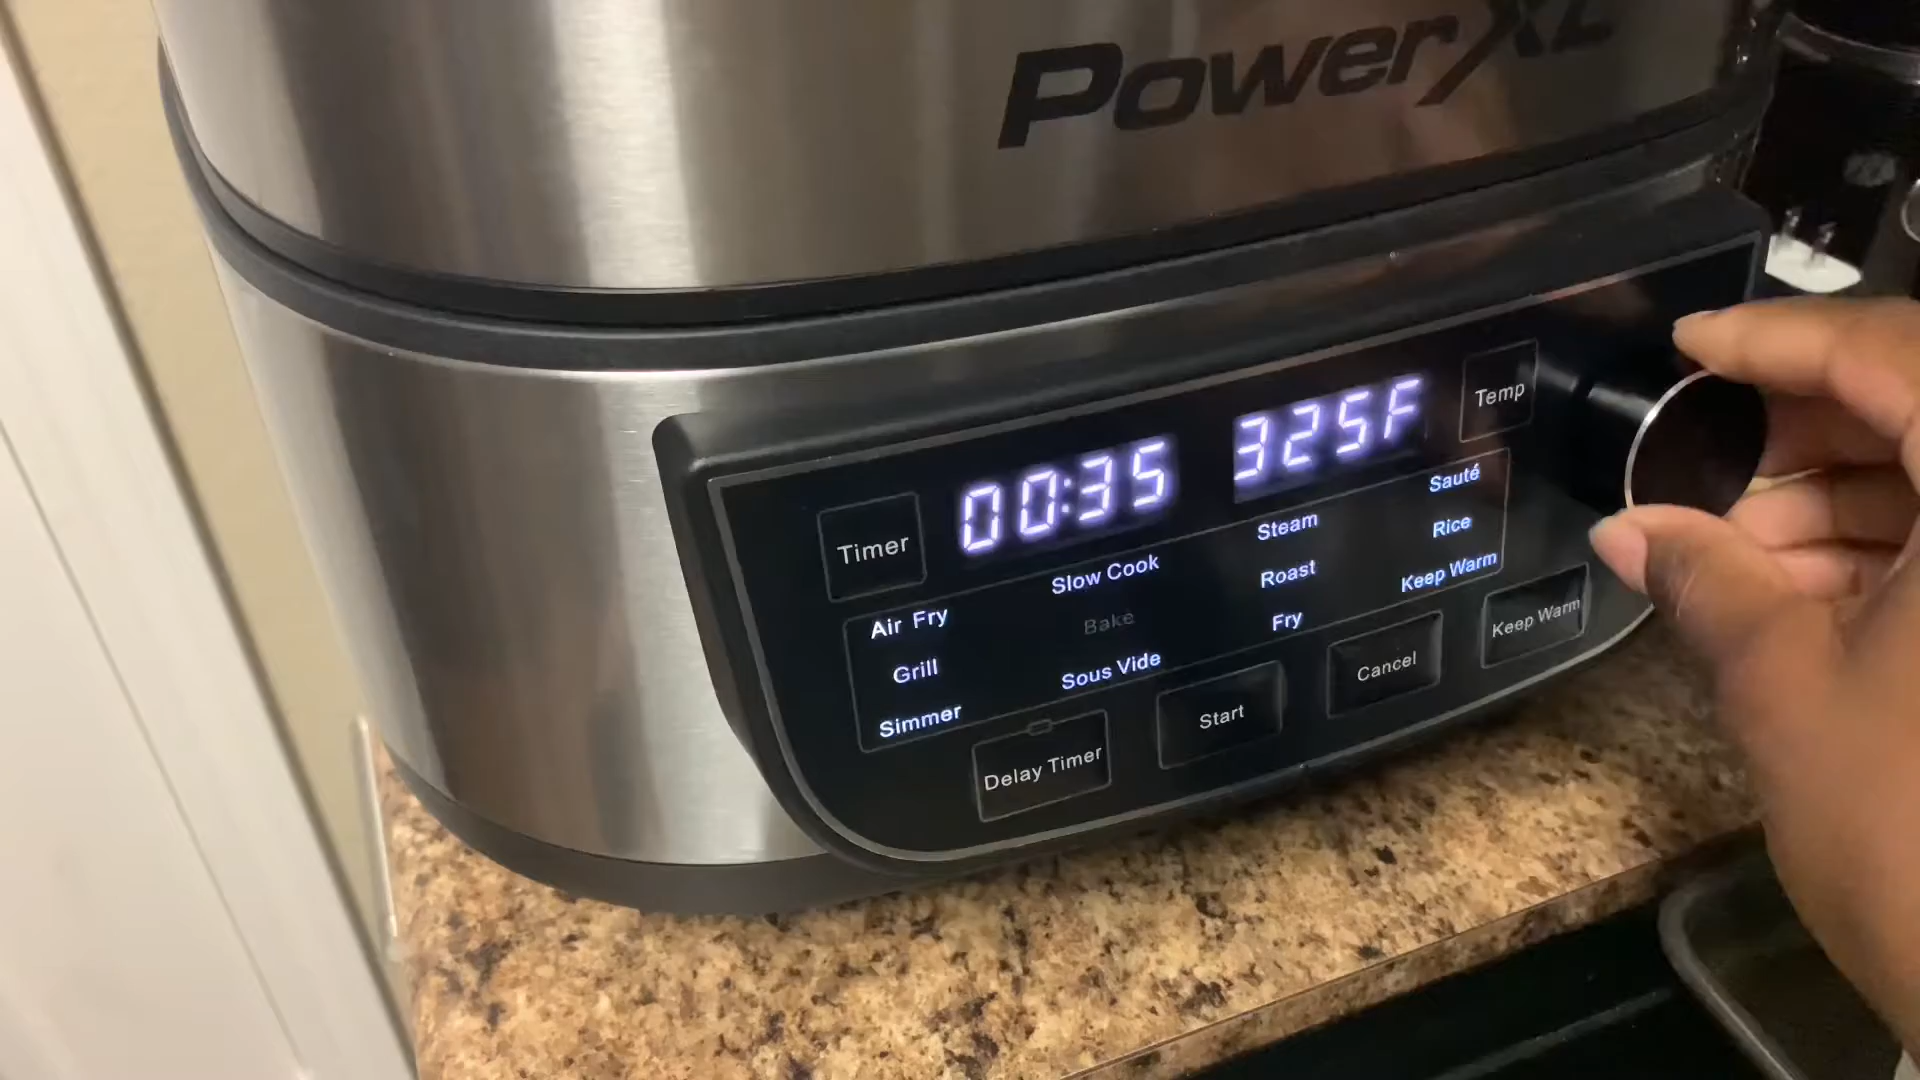 PowerXL
00:35 325F
Timer
Temp
Air Fry
Grill
Simmer
Slow Cook
Bake
Sous Vide
Steam
Roast
Fry
Sauté
Rice
Keep Warm
Delay Timer
Start
Cancel
Keep Warm